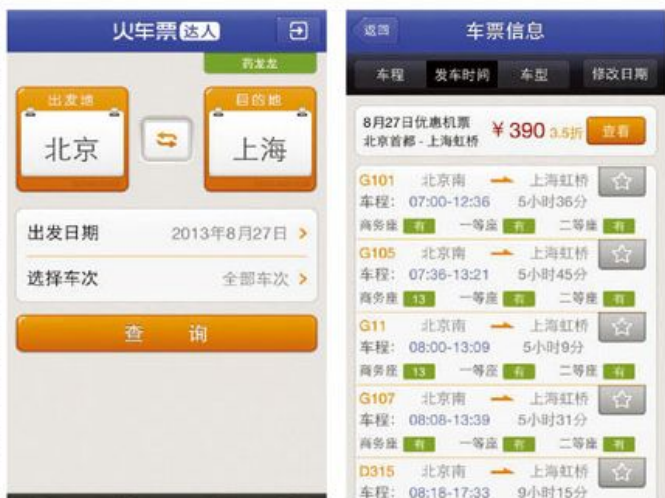 火车票达人
药龙龙
出发地
目的地
北京
上海
出发日期 2013年8月27日
选择车次 全部车次
查 询
返回
车票信息
车程 发车时间 车型 修改日期
8月27日优惠机票
北京首都 - 上海虹桥
¥390 3.5折 查看
G101 北京南 上海虹桥
车程: 07:00-12:36 5小时36分
商务座 有 一等座 有 二等座 有
G105 北京南 上海虹桥
车程: 07:36-13:21 5小时45分
商务座 13 一等座 有 二等座 有
G11 北京南 上海虹桥
车程: 08:00-13:09 5小时9分
商务座 13 一等座 有 二等座 有
G107 北京南 上海虹桥
车程: 08:08-13:39 5小时31分
商务座 有 一等座 有 二等座 有
D315 北京南 上海虹桥
车程: 08:18-17:33 9小时15分